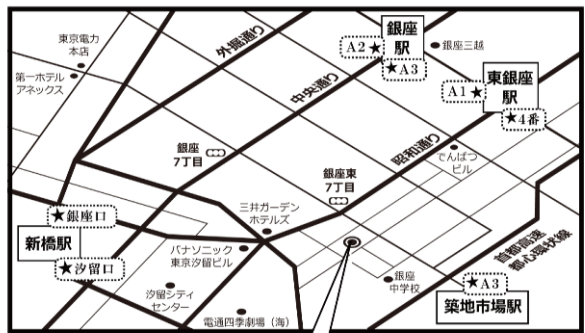 東京電力
本店
第一ホテル
アネックス
外堀通り
銀座
駅
A2★
★A3
銀座三越
中央通り
A1★
東銀座
駅
★4番
昭和通り
でんぱつ
ビル
銀座
7丁目
銀座東
7丁目
三井ガーデン
ホテルズ
★銀座口
新橋駅
★汐留口
パナソニック
東京汐留ビル
首都高速
都心環状線
汐留シティ
センター
銀座
中学校
★A3
築地市場駅
電通四季劇場（海）